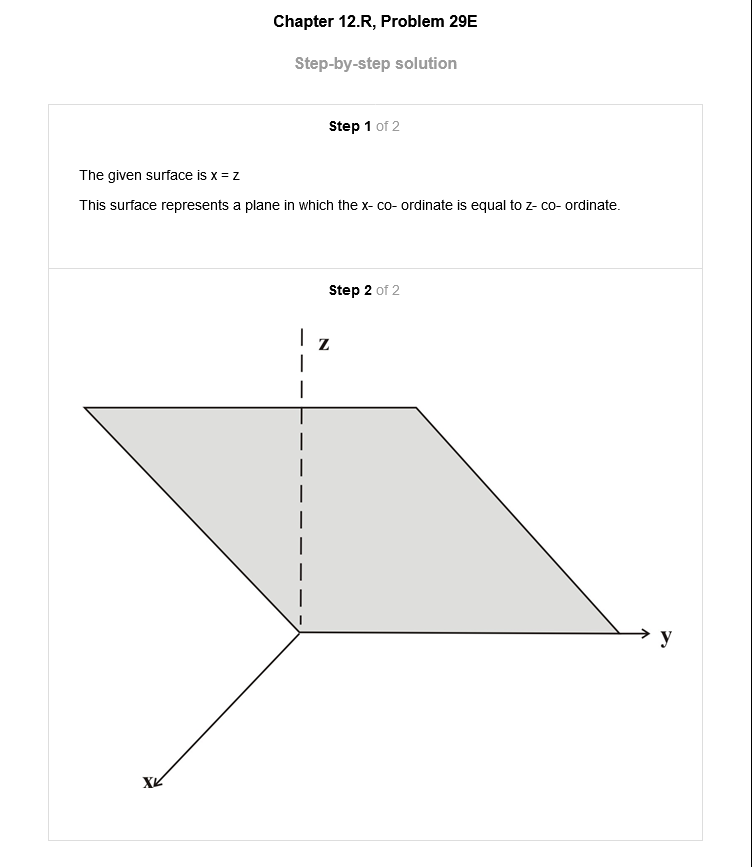 Chapter 12.R, Problem 29E
Step-by-step solution
Step 1 of 2
The given surface is x = z
This surface represents a plane in which the x- co- ordinate is equal to z- co- ordinate.
Step 2 of 2
z
y
x